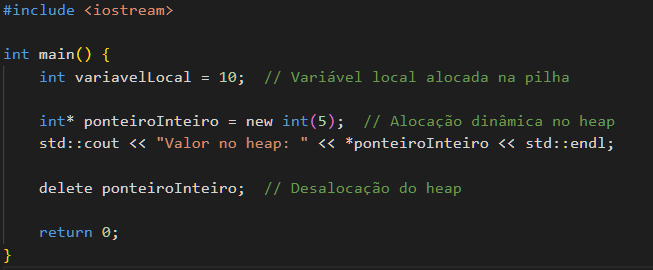 #include <iostream>
int main() {
int variavelLocal = 10;  // Variável local alocada na pilha
int* ponteiroInteiro = new int(5);  // Alocação dinâmica no heap
std::cout << "Valor no heap: " << *ponteiroInteiro << std::endl;
delete ponteiroInteiro;  // Desalocação do heap
return 0;
}